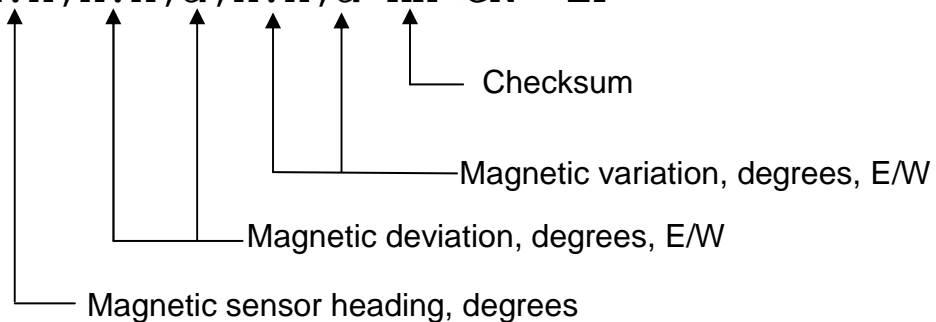 Checksum
Magnetic variation, degrees, E/W
Magnetic deviation, degrees, E/W
Magnetic sensor heading, degrees